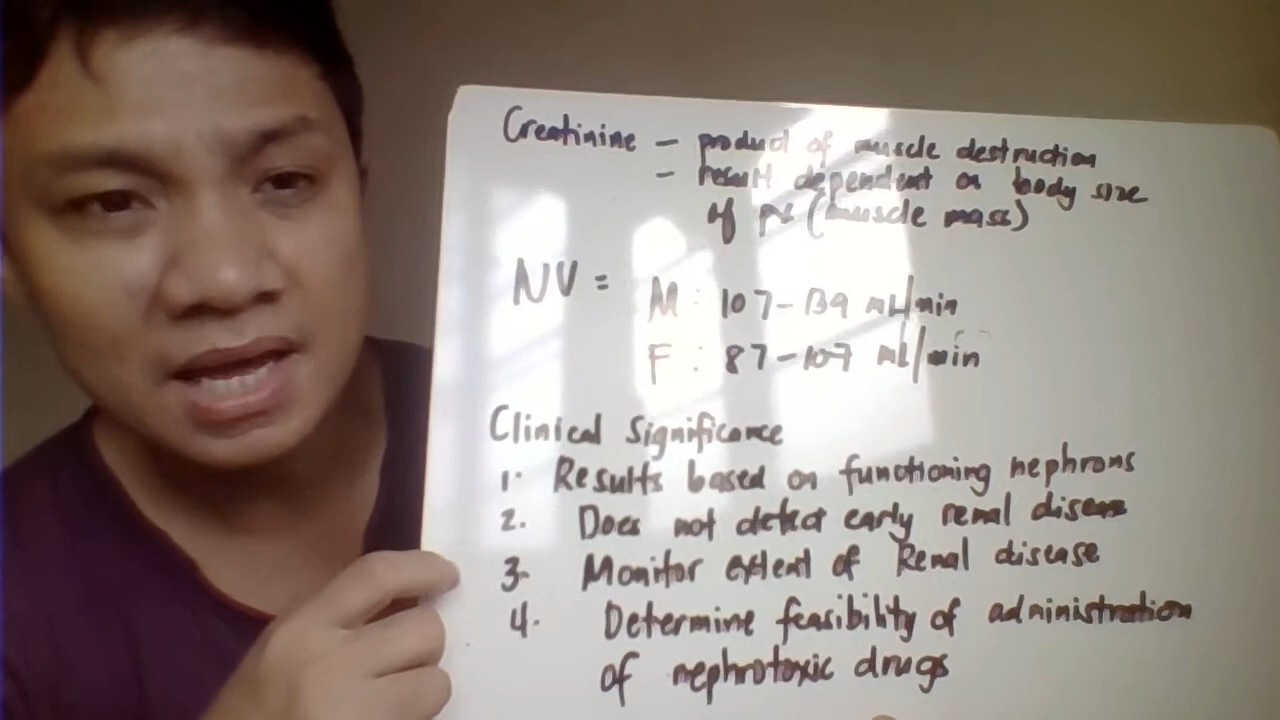 Creatinine - product of muscle destruction
- result dependent on body size
of px (muscle mass)
NV = M : 107-139 mL/min
F : 87-107 mL/min
Clinical Significance
1. Results based on functioning nephrons
2. Does not detect early renal disease
3. Monitor extent of Renal disease
4. Determine feasibility of administration
of nephrotoxic drugs